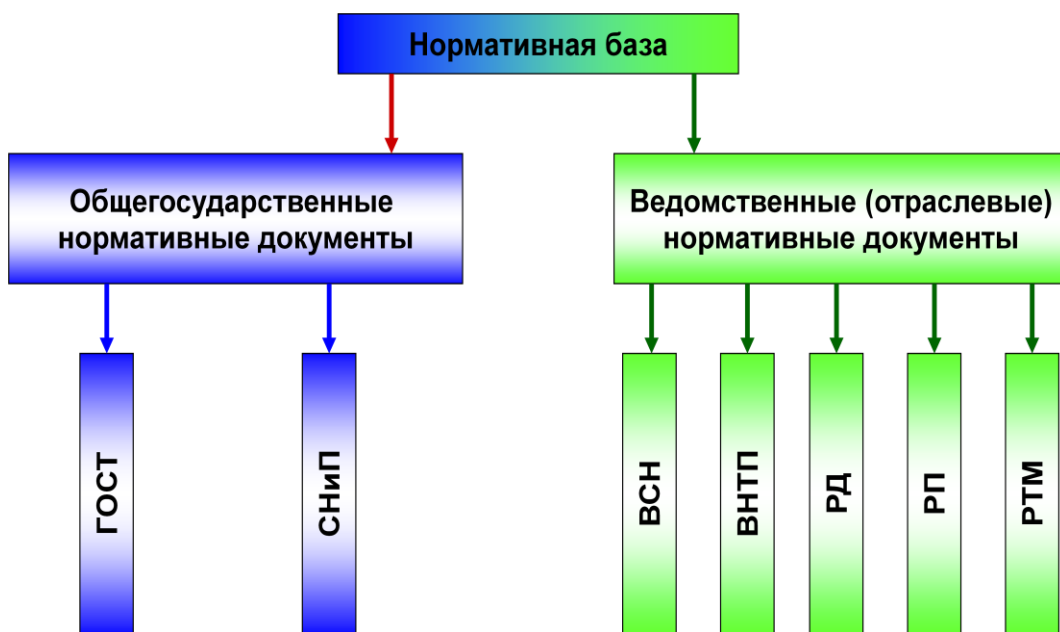 Нормативная база
Общегосударственные
нормативные документы
Ведомственные (отраслевые)
нормативные документы
ГОСТ
СНиП
ВСН
ВНТП
РД
РП
РТМ